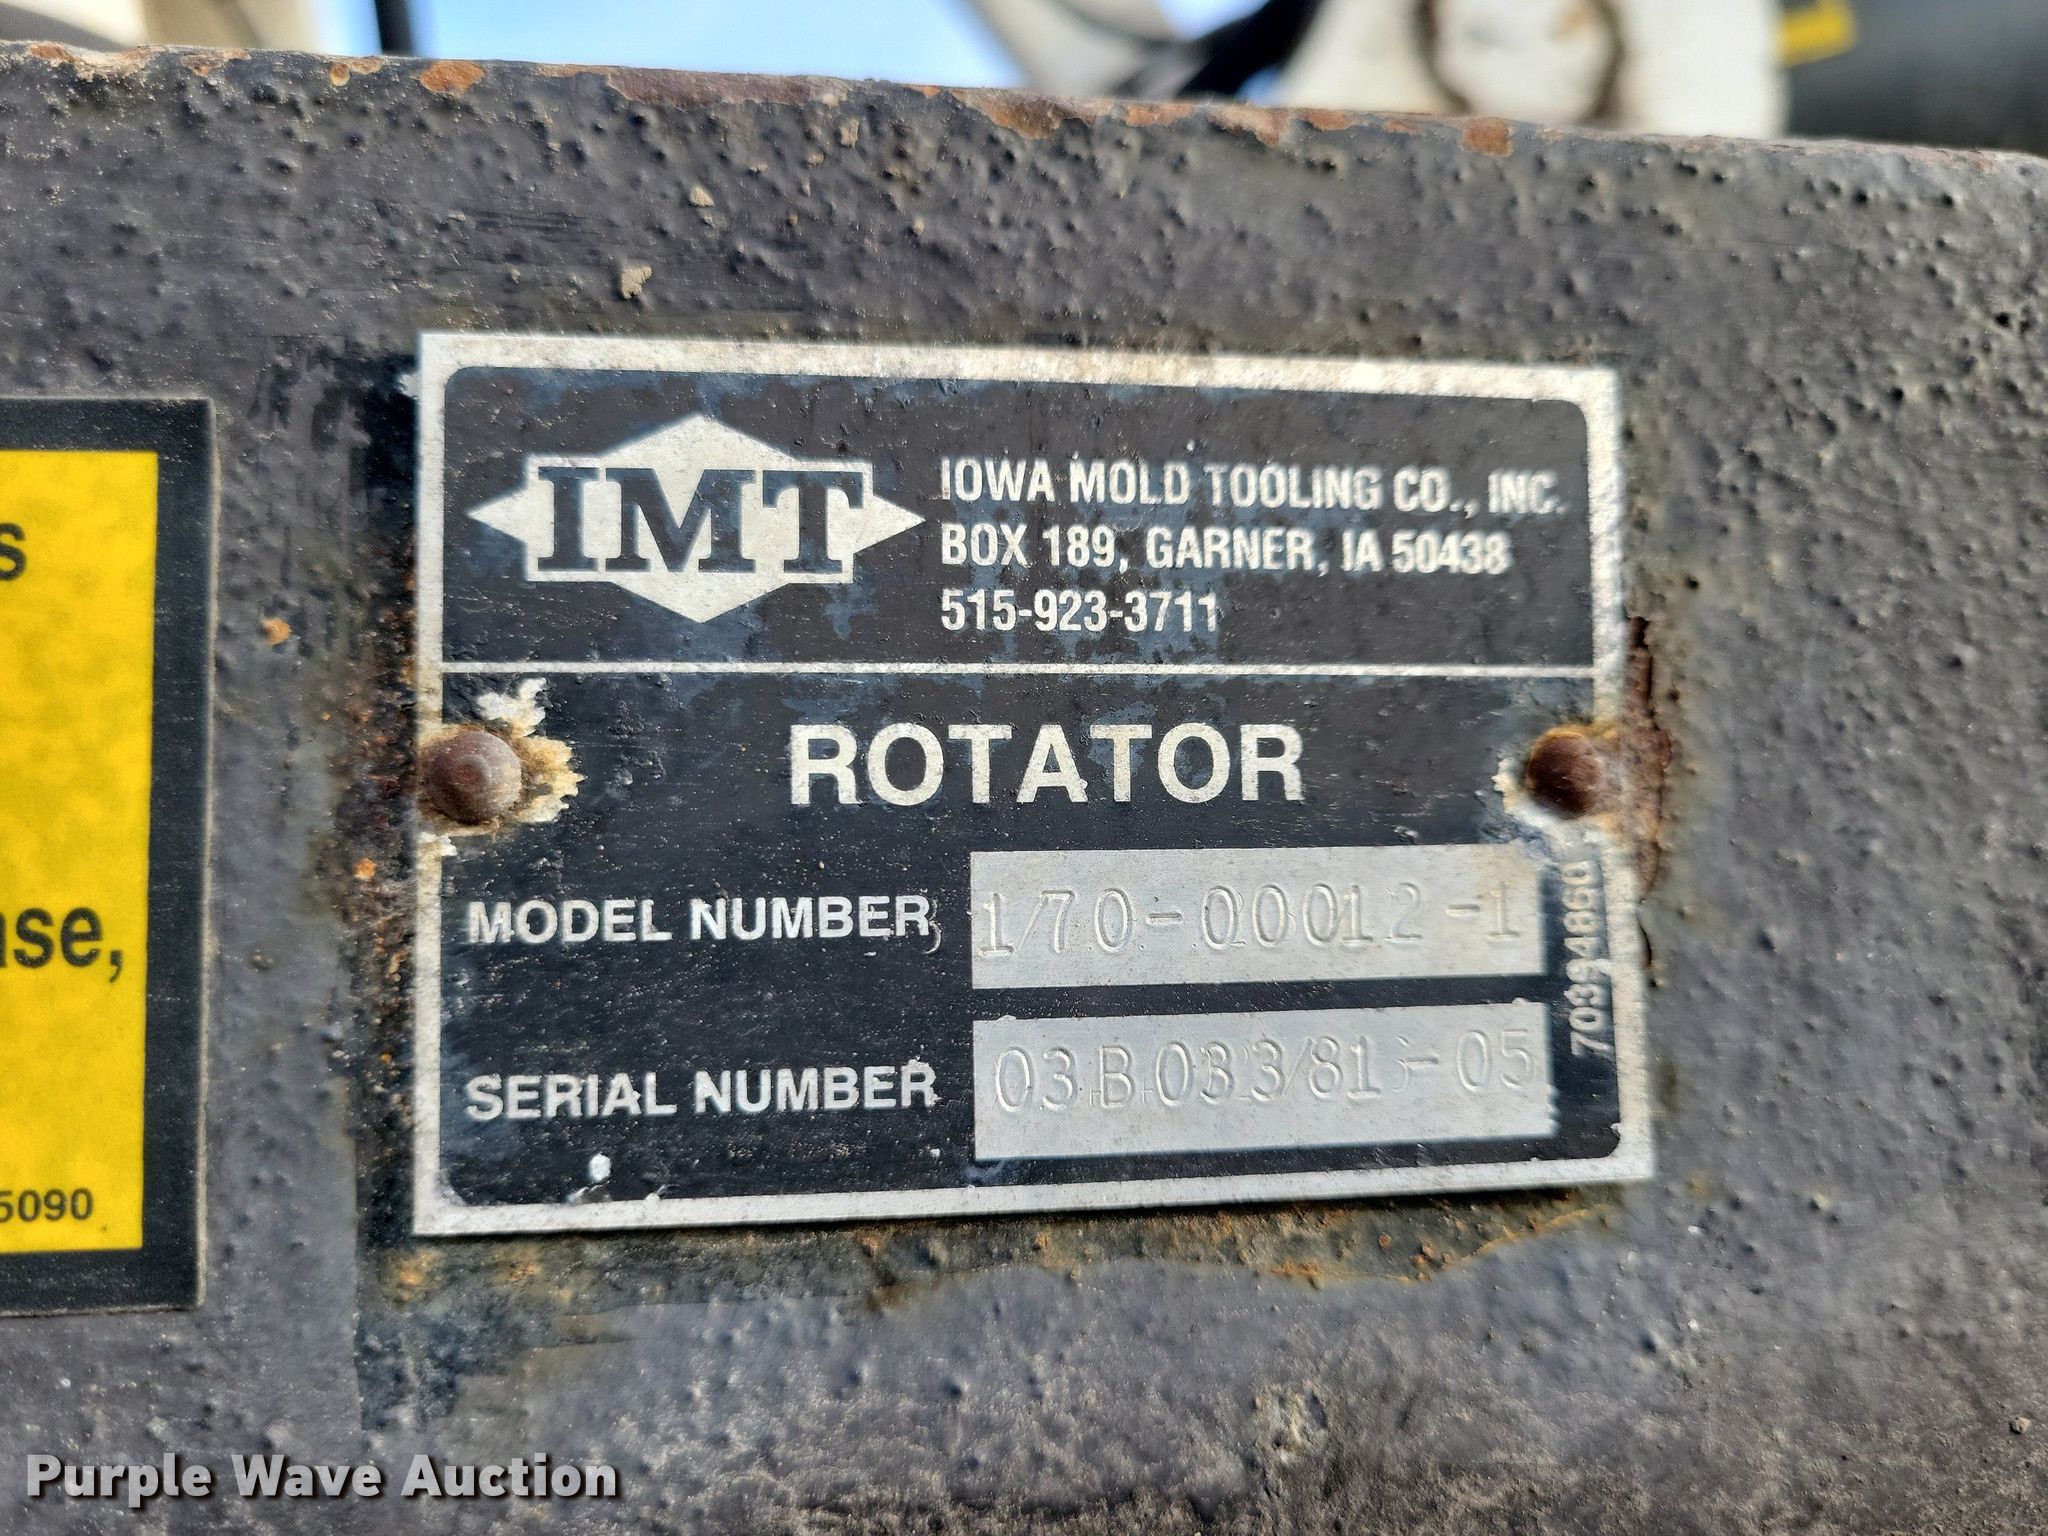 s
ase,
5090
IMT
IOWA MOLD TOOLING CO., INC.
BOX 189, GARNER, IA 50438
515-923-3711
ROTATOR
MODEL NUMBER 1/70-00012-1
SERIAL NUMBER
70394860
Purple Wave Auction